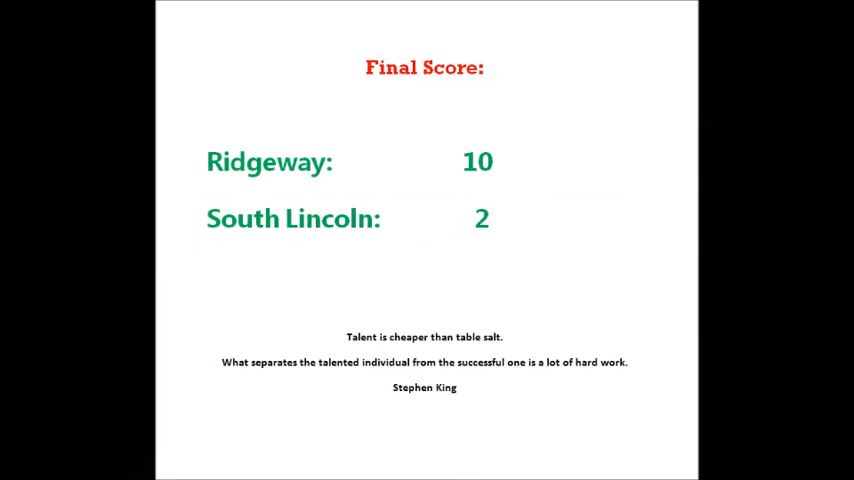 Final Score:
Ridgeway: 10
South Lincoln: 2
Talent is cheaper than table salt.
What separates the talented individual from the successful one is a lot of hard work.
Stephen King